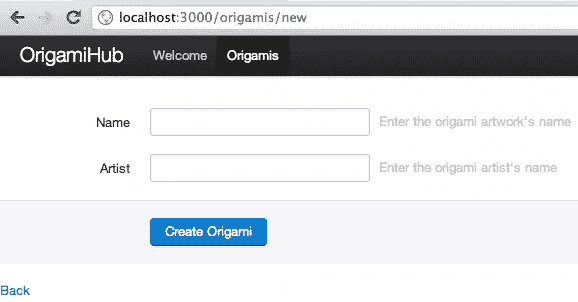 localhost:3000/origamis/new
OrigamiHub Welcome Origamis
Name Enter the origami artwork's name
Artist Enter the origami artist's name
Create Origami
Back